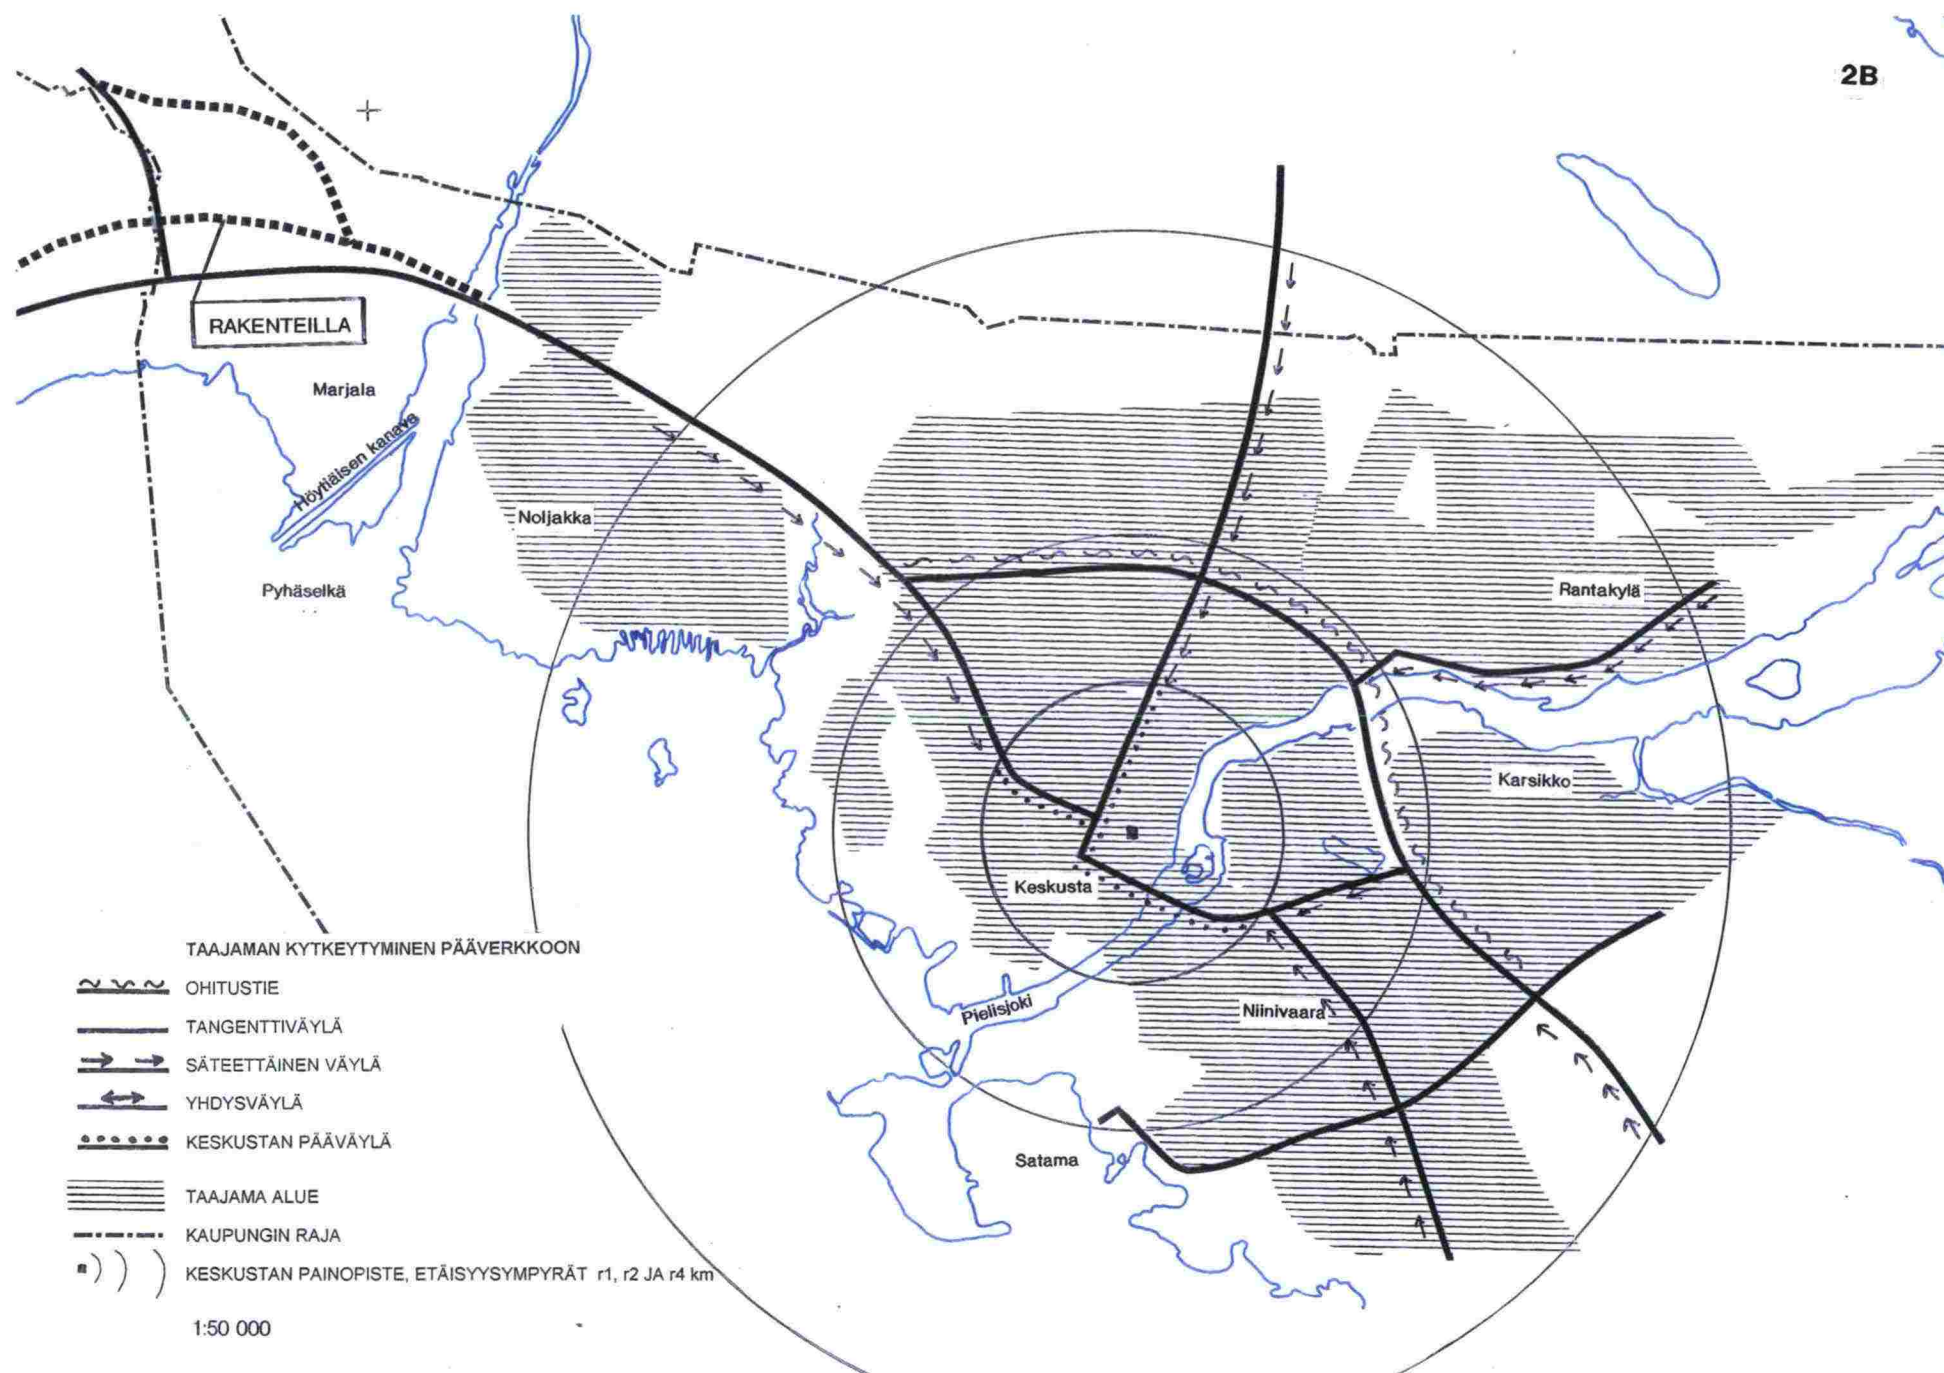 2B
RAKENTEILLA
Marjala
Höytiäisen kanava
Noljakka
Pyhäselkä
Rantakylä
Karsikko
Keskusta
Pielisjoki
Niinivaara
Satama
TAAJAMAN KYTKEYTYMINEN PÄÄVERKKOON
OHITUSTIE
TANGENTTIVÄYLÄ
SÄTEETTÄINEN VÄYLÄ
YHDYSVÄYLÄ
KESKUSTAN PÄÄVÄYLÄ
TAAJAMA ALUE
KAUPUNGIN RAJA
KESKUSTAN PAINOPISTE, ETÄISYYSYMPYRÄT r1, r2 JA r4 km
1:50 000